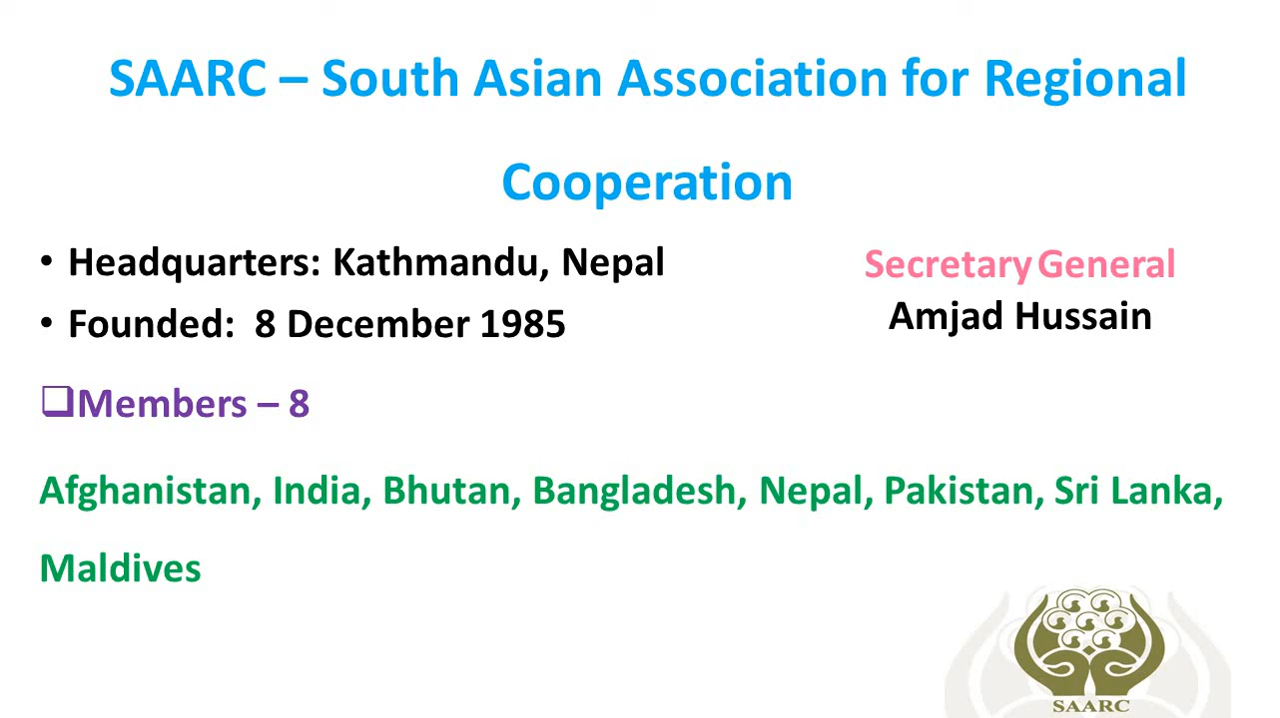 SAARC – South Asian Association for Regional
Cooperation
• Headquarters: Kathmandu, Nepal
• Founded: 8 December 1985
Secretary General
Amjad Hussain
❑Members – 8
Afghanistan, India, Bhutan, Bangladesh, Nepal, Pakistan, Sri Lanka,
Maldives
SAARC